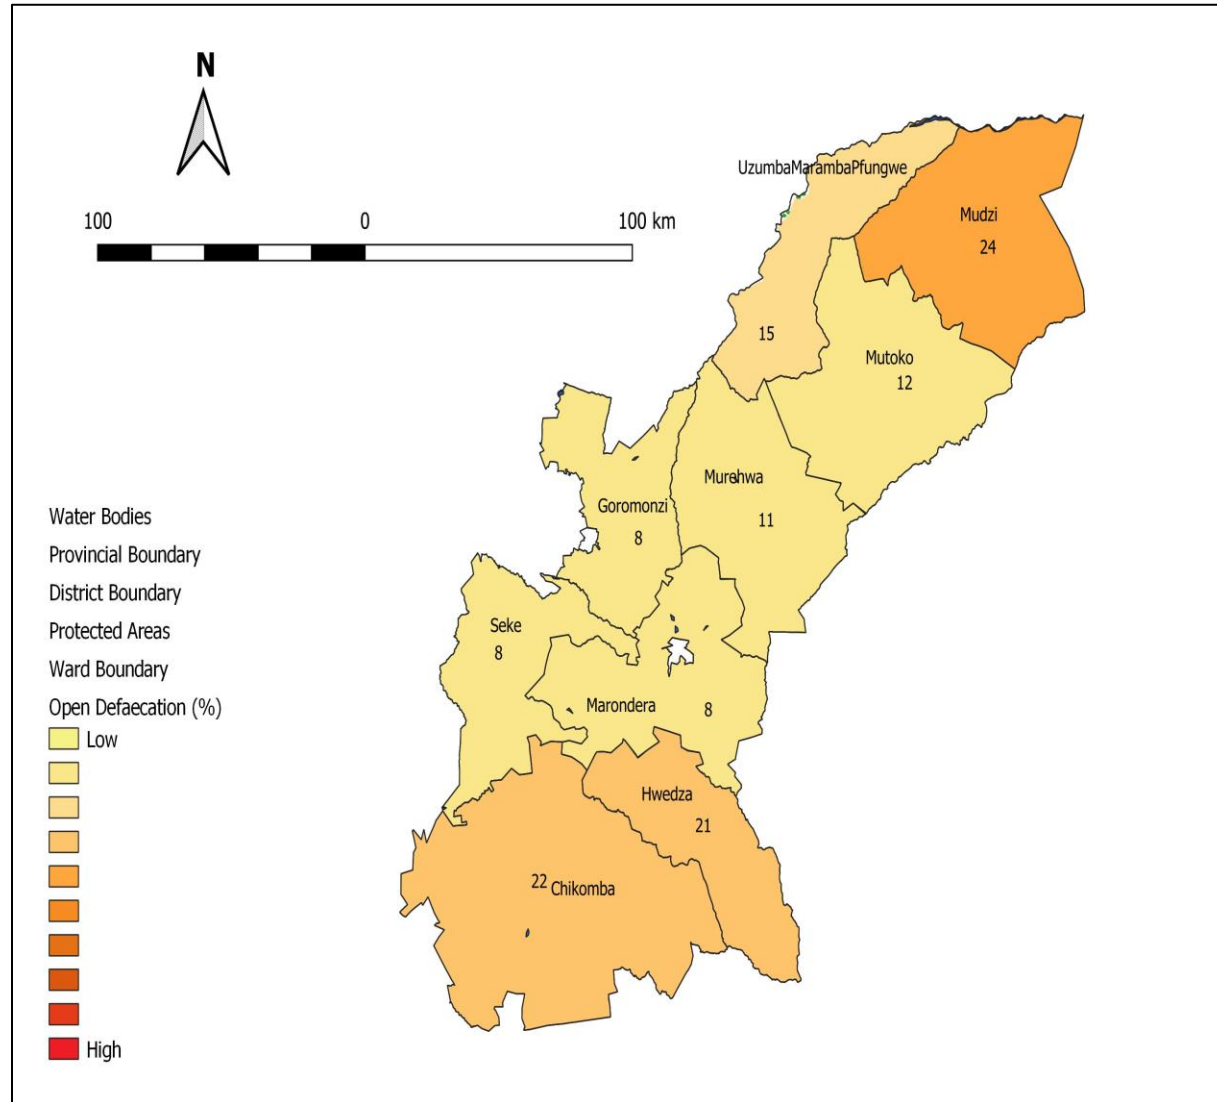 N
100 0 100 km
UzumbaMarambaPfungwe
15
Mudzi
24
Mutoko
12
Murehwa
11
Goromonzi
8
Seke
8
Marondera 8
Hwedza
21
22 Chikomba
Water Bodies
Provincial Boundary
District Boundary
Protected Areas
Ward Boundary
Open Defaecation (%)
Low
High